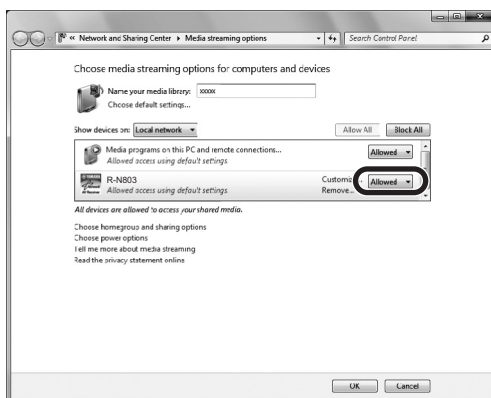 « Network and Sharing Center ▸ Media streaming options
Search Control Panel
Choose media streaming options for computers and devices
Name your media library: xxxxx
Choose default settings...
Show devices on: Local network
Allow All Block All
Media programs on this PC and remote connections...
Allowed access using default settings.
Allowed
R-N803
Allowed access using default settings.
Customiz
Remove...
Allowed
All devices are allowed to access your shared media.
Choose homegroup and sharing options
Choose power options
Tell me more about media streaming
Read the privacy statement online
OK Cancel